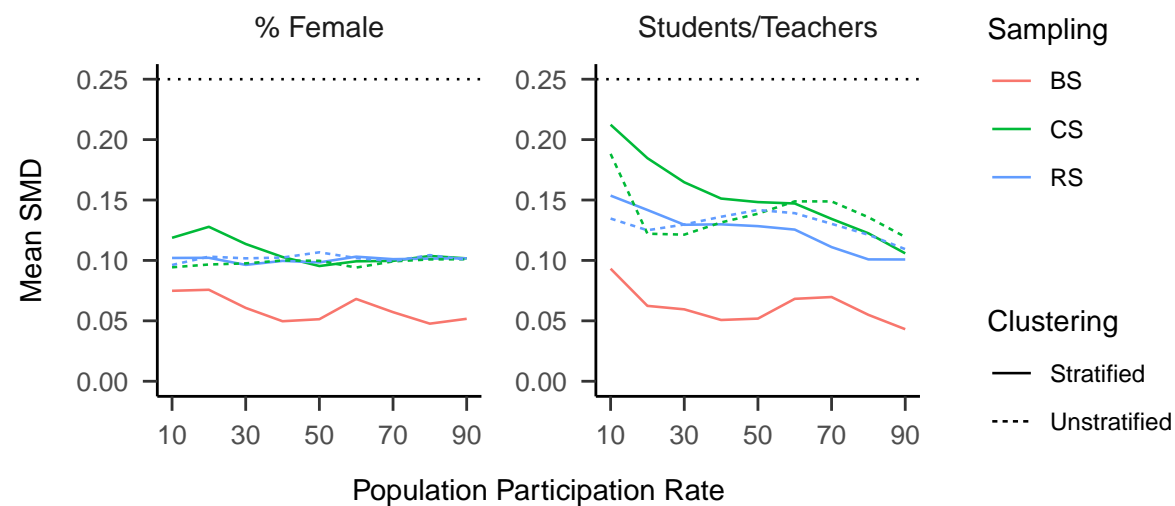 % Female
Students/Teachers
Mean SMD
0.25
0.20
0.15
0.10
0.05
0.00
10 30 50 70 90
0.25
0.20
0.15
0.10
0.05
0.00
10 30 50 70 90
Population Participation Rate
Sampling
BS
CS
RS
Clustering
Stratified
Unstratified